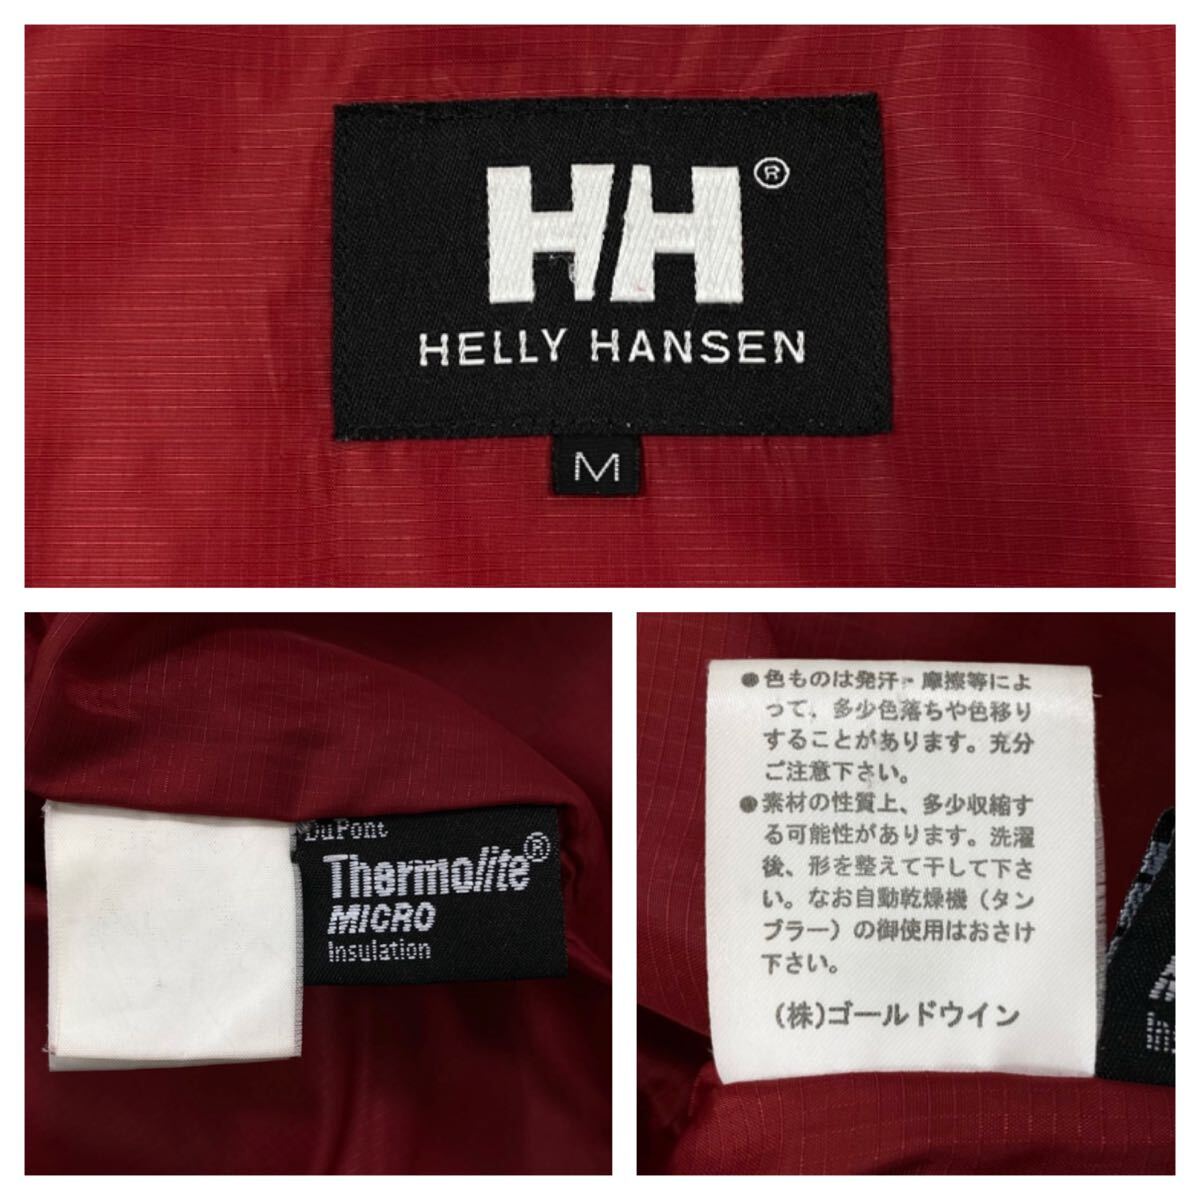 HH®
HELLY HANSEN
M
DuPont
Thermolite®
MICRO
Insulation
●色ものは発汗・摩擦等によ
って、多少色落ちや色移り
することがあります。充分
ご注意下さい。
●素材の性質上、多少収縮す
る可能性があります。洗濯
後、形を整えて干して下さ
い。なお自動乾燥機（タン
ブラー）の御使用はおさけ
下さい。
(株)ゴールドウイン